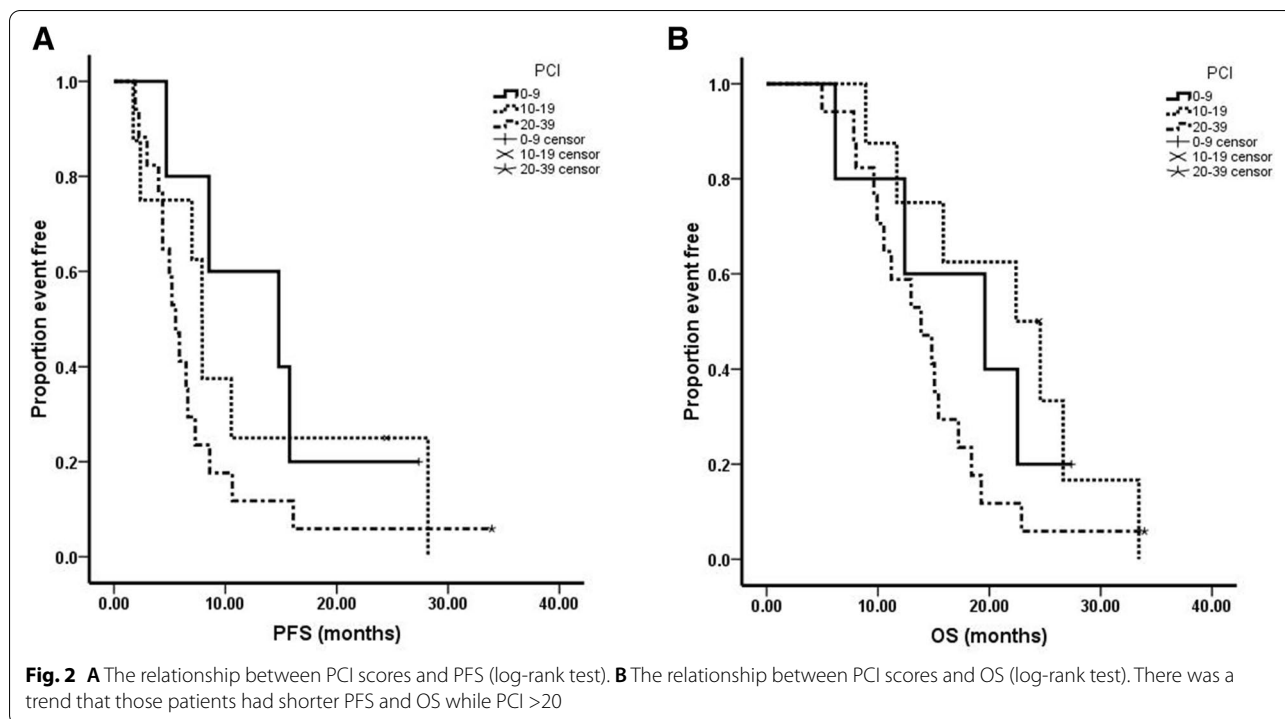 A
PCI
0-9
10-19
20-39
0-9 censor
10-19 censor
20-39 censor
1.0
0.8
0.6
0.4
0.2
0.0
Proportion event free
0.00 10.00 20.00 30.00 40.00
PFS (months)
B
PCI
0-9
10-19
20-39
0-9 censor
10-19 censor
20-39 censor
1.0
0.8
0.6
0.4
0.2
0.0
Proportion event free
0.00 10.00 20.00 30.00 40.00
OS (months)
Fig. 2 A The relationship between PCI scores and PFS (log-rank test). B The relationship between PCI scores and OS (log-rank test). There was a
trend that those patients had shorter PFS and OS while PCI >20